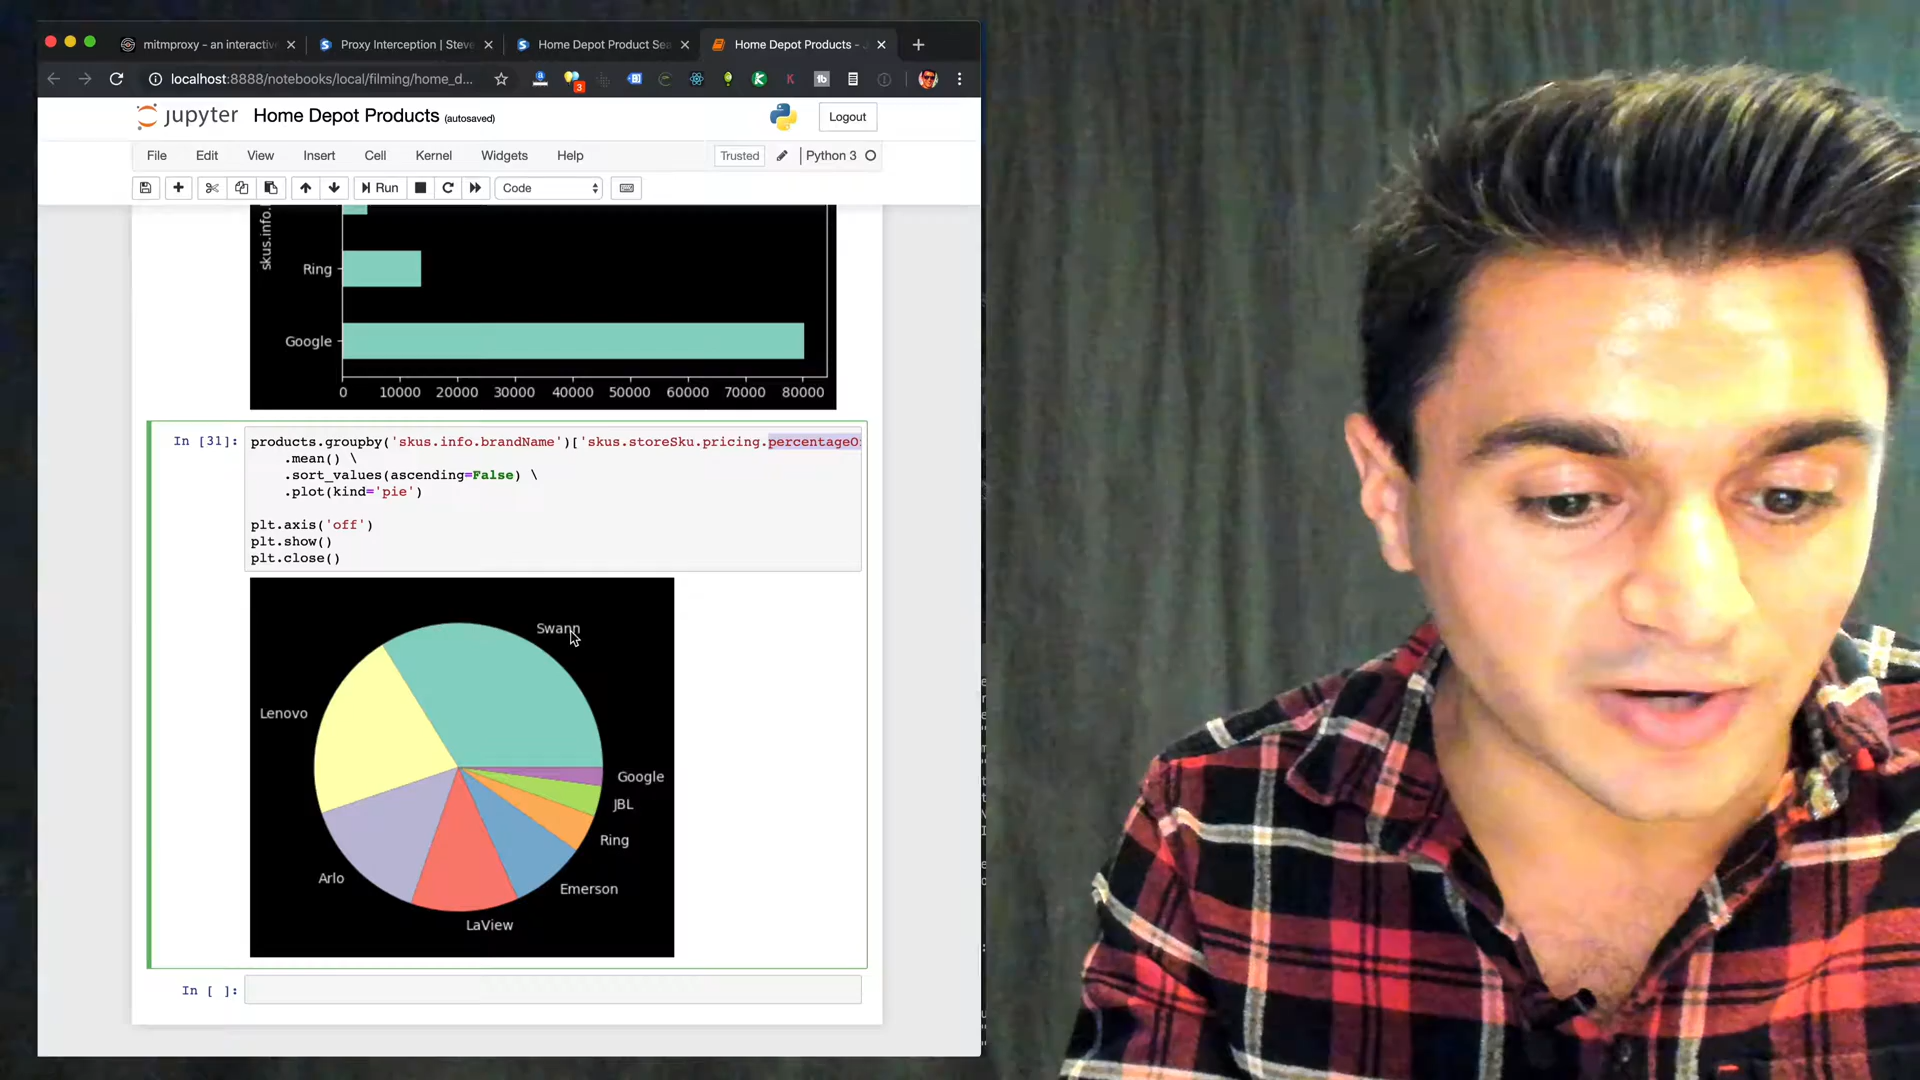 mitmproxy - an interactiv
Proxy Interception | Steve
Home Depot Product Sea
Home Depot Products -
localhost:8888/notebooks/local/filming/home_d...
3
jupyter Home Depot Products (autosaved)
Logout
File Edit View Insert Cell Kernel Widgets Help
Trusted Python 3
Run Code
skus.info.
Ring
Google
0 10000 20000 30000 40000 50000 60000 70000 80000
In [31]: products.groupby('skus.info.brandName')['skus.storeSku.pricing.percentageO
.mean() \
.sort_values(ascending=False) \
.plot(kind='pie')
plt.axis('off')
plt.show()
plt.close()
Swann
Lenovo
Google
JBL
Ring
Arlo
Emerson
LaView
In [ ]: